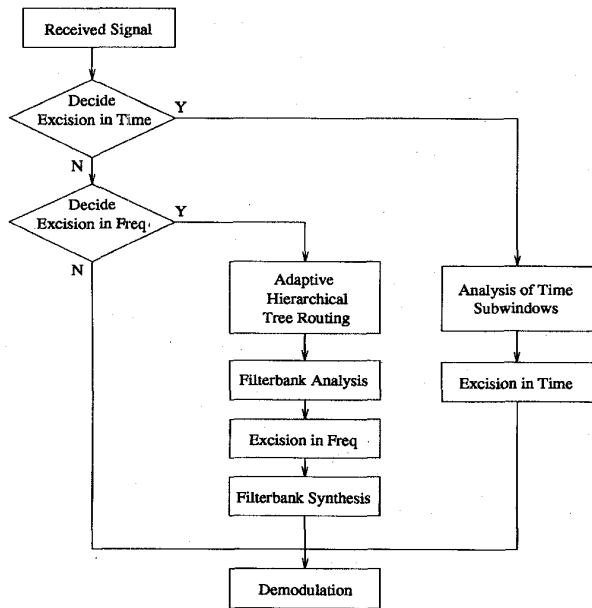 Received Signal
Decide
Excision in Time
Y
N
Decide
Excision in Freq
Y
N
Adaptive
Hierarchical
Tree Routing
Analysis of Time
Subwindows
Filterbank Analysis
Excision in Time
Excision in Freq
Filterbank Synthesis
Demodulation